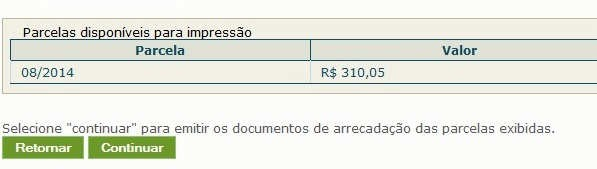 Parcelas disponíveis para impressão
Parcela Valor
08/2014 R$ 310,05
Selecione "continuar" para emitir os documentos de arrecadação das parcelas exibidas.
Retornar Continuar